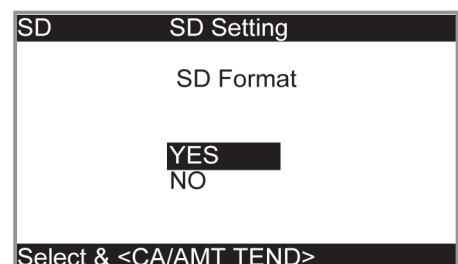 SD SD Setting
SD Format
YES
NO
Select & <CA/AMT TEND>